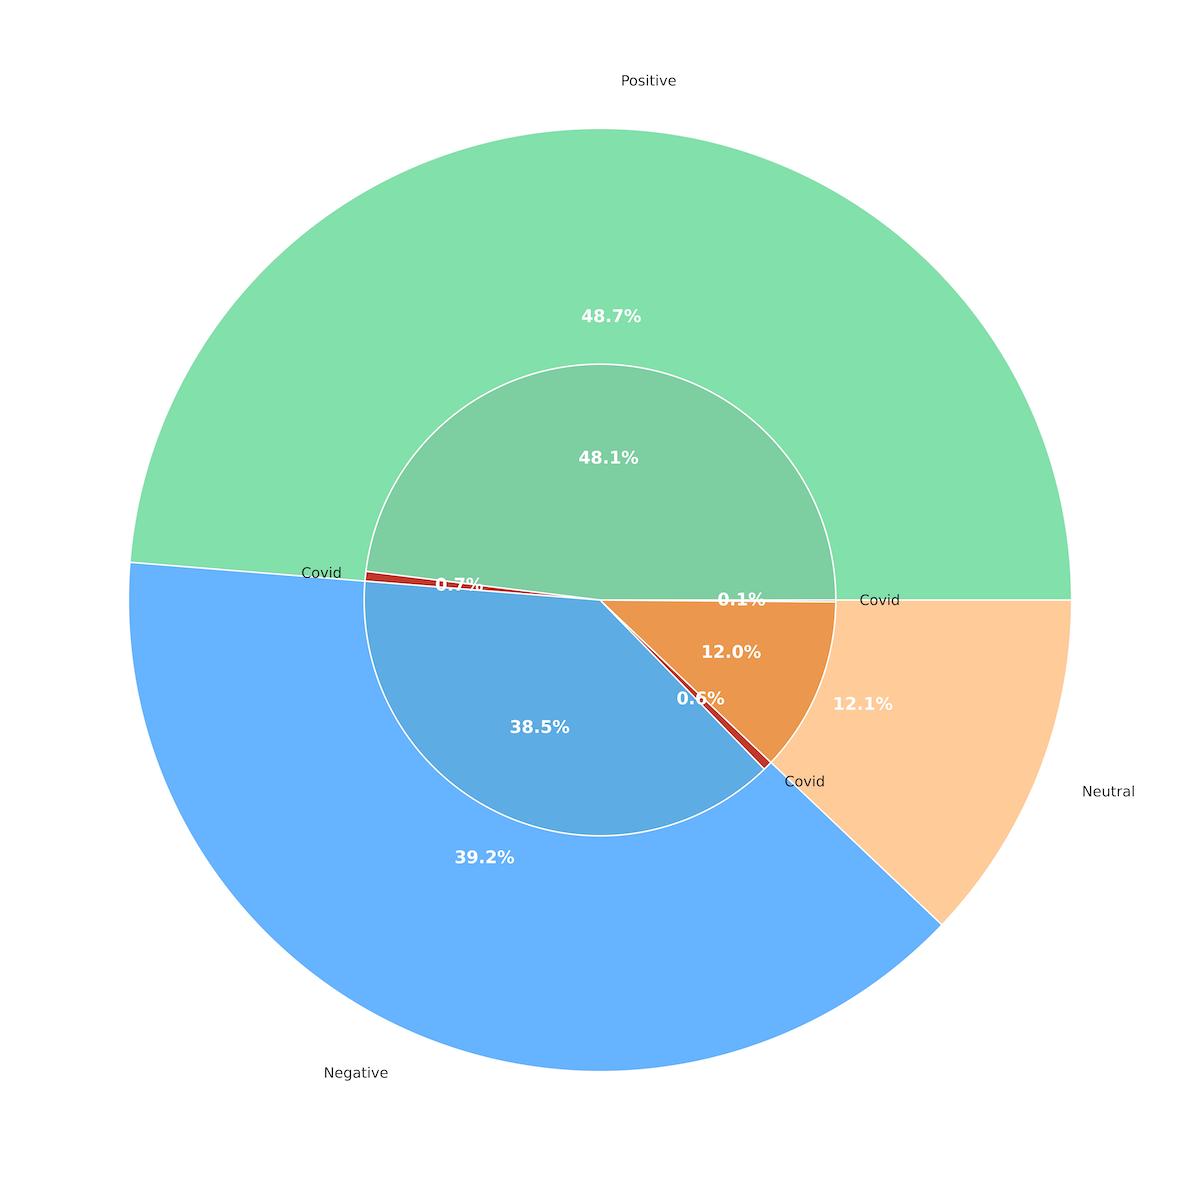 Positive
48.7%
48.1%
Covid
0.7%
0.1%
Covid
12.0%
0.6%
12.1%
38.5%
Covid
Neutral
39.2%
Negative